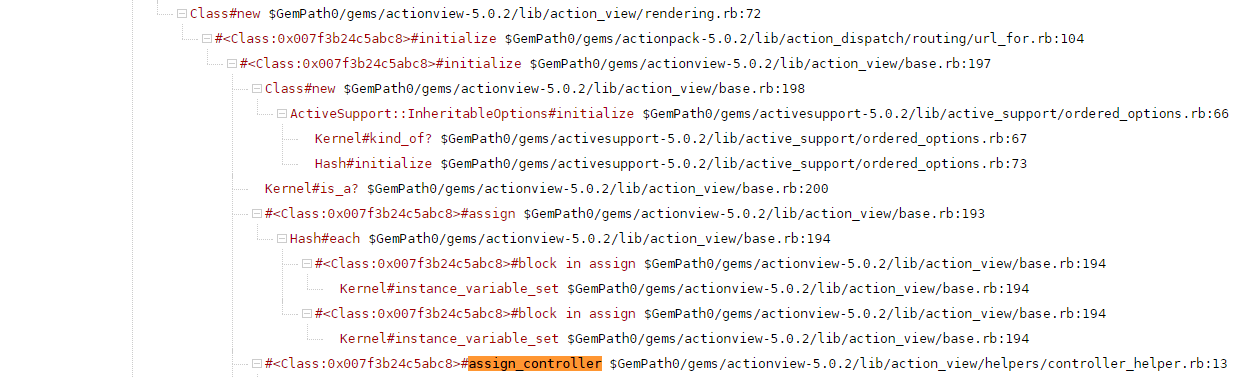 Class#new $GemPath0/gems/actionview-5.0.2/lib/action_view/rendering.rb:72
#<Class:0x007f3b24c5abc8>#initialize $GemPath0/gems/actionpack-5.0.2/lib/action_dispatch/routing/url_for.rb:104
#<Class:0x007f3b24c5abc8>#initialize $GemPath0/gems/actionview-5.0.2/lib/action_view/base.rb:197
Class#new $GemPath0/gems/actionview-5.0.2/lib/action_view/base.rb:198
ActiveSupport::InheritableOptions#initialize $GemPath0/gems/activesupport-5.0.2/lib/active_support/ordered_options.rb:66
Kernel#kind_of? $GemPath0/gems/activesupport-5.0.2/lib/active_support/ordered_options.rb:67
Hash#initialize $GemPath0/gems/activesupport-5.0.2/lib/active_support/ordered_options.rb:73
Kernel#is_a? $GemPath0/gems/actionview-5.0.2/lib/action_view/base.rb:200
#<Class:0x007f3b24c5abc8>#assign $GemPath0/gems/actionview-5.0.2/lib/action_view/base.rb:193
Hash#each $GemPath0/gems/actionview-5.0.2/lib/action_view/base.rb:194
#<Class:0x007f3b24c5abc8>#block in assign $GemPath0/gems/actionview-5.0.2/lib/action_view/base.rb:194
Kernel#instance_variable_set $GemPath0/gems/actionview-5.0.2/lib/action_view/base.rb:194
#<Class:0x007f3b24c5abc8>#block in assign $GemPath0/gems/actionview-5.0.2/lib/action_view/base.rb:194
Kernel#instance_variable_set $GemPath0/gems/actionview-5.0.2/lib/action_view/base.rb:194
#<Class:0x007f3b24c5abc8>#assign_controller $GemPath0/gems/actionview-5.0.2/lib/action_view/helpers/controller_helper.rb:13